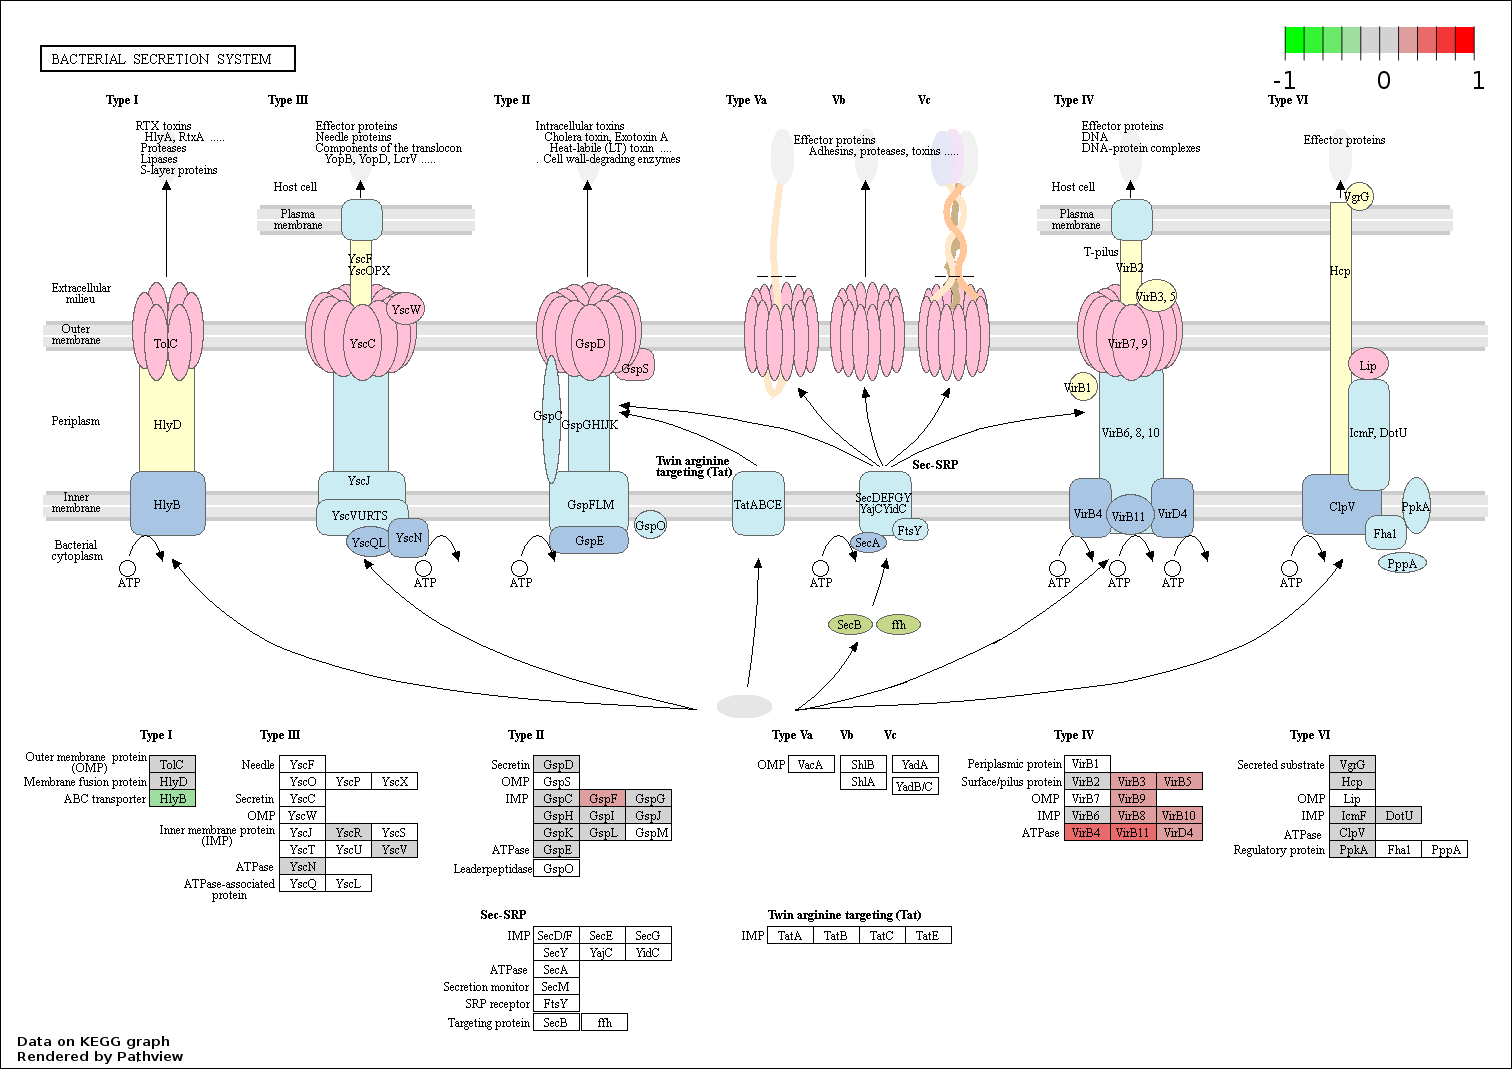 BACTERIAL SECRETION SYSTEM
-1 0 1
Type I
Type III
Type II
Type Va
Vb
Vc
Type IV
Type VI
RTX toxins
HlyA, RtxA .....
Proteases
Lipases
S-layer proteins
Effector proteins
Needle proteins
Components of the translocon
YopB, YopD, LcrV .....
Intracellular toxins
Cholera toxin, Exotoxin A
Heat-labile (LT) toxin ....
. Cell wall-degrading enzymes
Effector proteins
Adhesins, proteases, toxins .....
Effector proteins
DNA
DNA-protein complexes
Effector proteins
Host cell
Plasma
membrane
Host cell
Plasma
membrane
VgrG
T-pilus
YscF
YscOPX
VirB2
Hcp
Extracellular
milieu
YscW
VirB3, 5
Outer
membrane
TolC
YscC
GspD
GspS
VirB7, 9
Lip
VirB1
Periplasm
HlyD
GspC
GspGHIJK
VirB6, 8, 10
IcmF, DotU
Twin arginine
targeting (Tat)
Sec-SRP
Inner
membrane
HlyB
YscJ
YscVURTS
YscQL
YscN
GspFLM
GspE
GspO
TatABCE
SecDEFGY
YajCYidC
FtsY
SecA
VirB4
VirB11
VirD4
ClpV
PpkA
Fha1
PppA
Bacterial
cytoplasm
ATP
ATP
ATP
ATP
ATP
ATP
ATP
ATP
SecB
ffh
Type I
Outer membrane protein
(OMP)
TolC
Membrane fusion protein
HlyD
ABC transporter
HlyB
Type III
Needle YscF
YscO YscP YscX
Secretin YscC
OMP YscW
Inner membrane protein
(IMP)
YscJ YscR YscS
YscT YscU YscV
ATPase YscN
ATPase-associated
protein
YscQ YscL
Type II
Secretin GspD
OMP GspS
IMP GspC GspF GspG
GspH GspI GspJ
GspK GspL GspM
ATPase GspE
Leaderpeptidase GspO
Type Va
Vb
Vc
OMP VacA
ShlB
ShlA
YadA
YadB/C
Type IV
Periplasmic protein VirB1
Surface/pilus protein VirB2 VirB3 VirB5
OMP VirB7 VirB9
IMP VirB6 VirB8 VirB10
ATPase VirB4 VirB11 VirD4
Type VI
Secreted substrate VgrG
Hcp
OMP Lip
IMP IcmF DotU
ATPase ClpV
Regulatory protein PpkA Fha1 PppA
Sec-SRP
IMP SecD/F SecE SecG
SecY YajC YidC
ATPase SecA
Secretion monitor SecM
SRP receptor FtsY
Targeting protein SecB ffh
Twin arginine targeting (Tat)
IMP TatA TatB TatC TatE
Data on KEGG graph
Rendered by Pathview